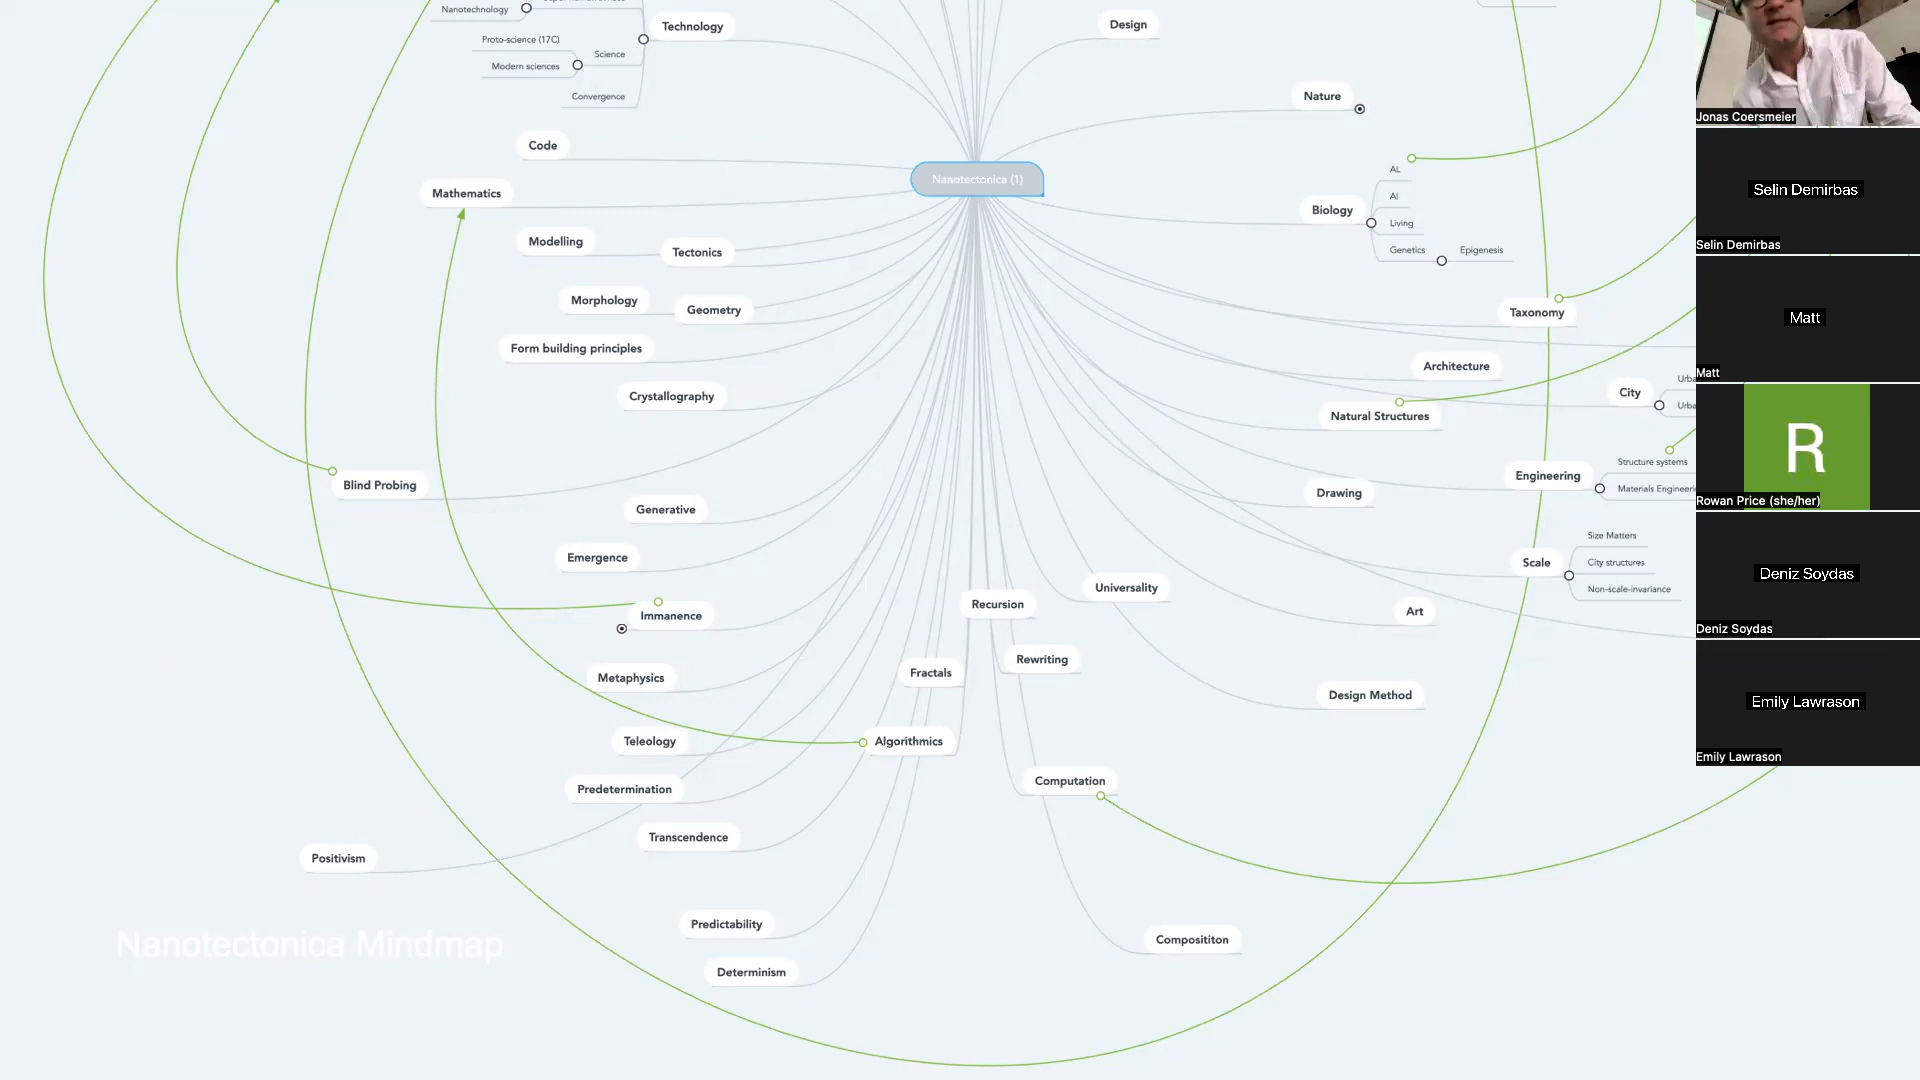 Nanotechnology
Technology
Proto-science (17C)
Science
Modern sciences
Convergence
Design
Nature
Code
Nanotectonica (1)
Mathematics
AL
AI
Biology
Living
Genetics
Epigenesis
Modelling
Tectonics
Morphology
Geometry
Form building principles
Crystallography
Taxonomy
Architecture
City
Natural Structures
Blind Probing
Engineering
Structure systems
Drawing
Generative
Emergence
Size Matters
Scale
City structures
Non-scale-invariance
Universality
Recursion
Immanence
Art
Rewriting
Fractals
Metaphysics
Design Method
Teleology
Algorithmics
Predetermination
Computation
Transcendence
Positivism
Predictability
Composititon
Determinism
Nanotectonica Mindmap
Jonas Coersmeier
Selin Demirbas
Selin Demirbas
Matt
Matt
R
Rowan Price (she/her)
Deniz Soydas
Deniz Soydas
Emily Lawrason
Emily Lawrason